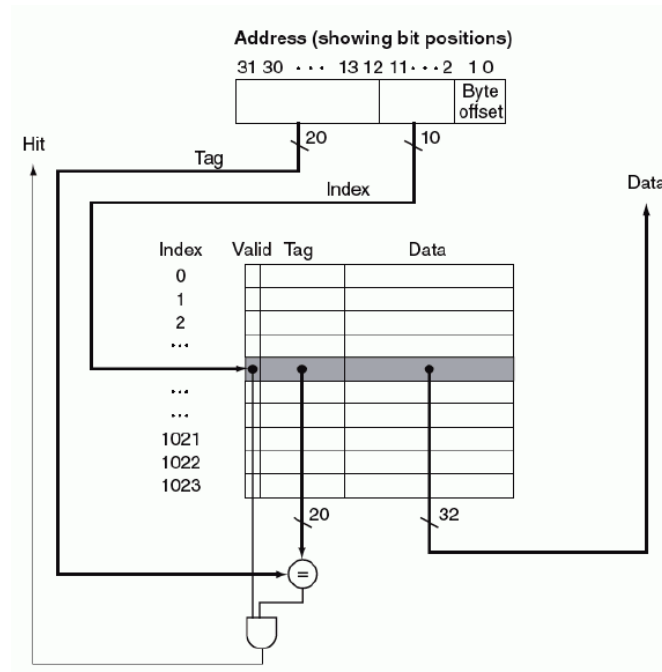 Address (showing bit positions)
31 30 · · · 13 12 11 · · · 2 1 0
Byte
offset
20
10
Hit
Tag
Index
Data
Index Valid Tag Data
0
1
2
...
...
...
1021
1022
1023
20
32
=